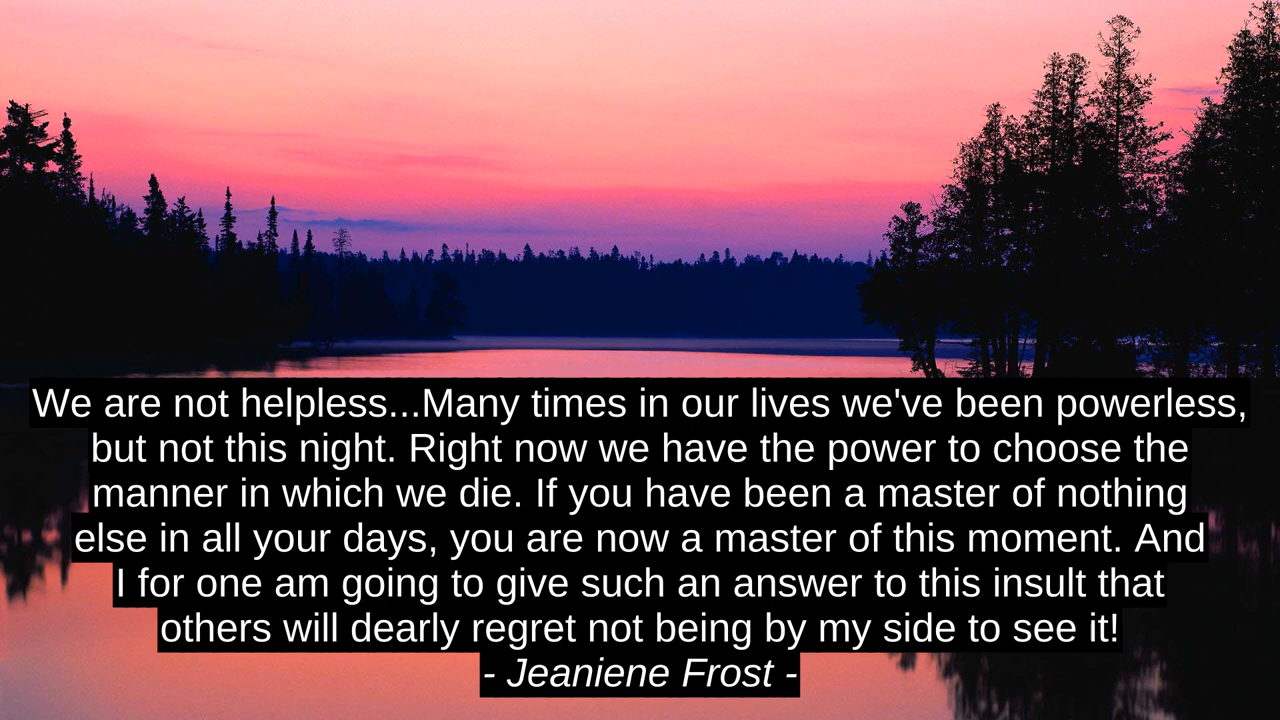 We are not helpless...Many times in our lives we've been powerless,
but not this night. Right now we have the power to choose the
manner in which we die. If you have been a master of nothing
else in all your days, you are now a master of this moment. And
I for one am going to give such an answer to this insult that
others will dearly regret not being by my side to see it!
- Jeaniene Frost -